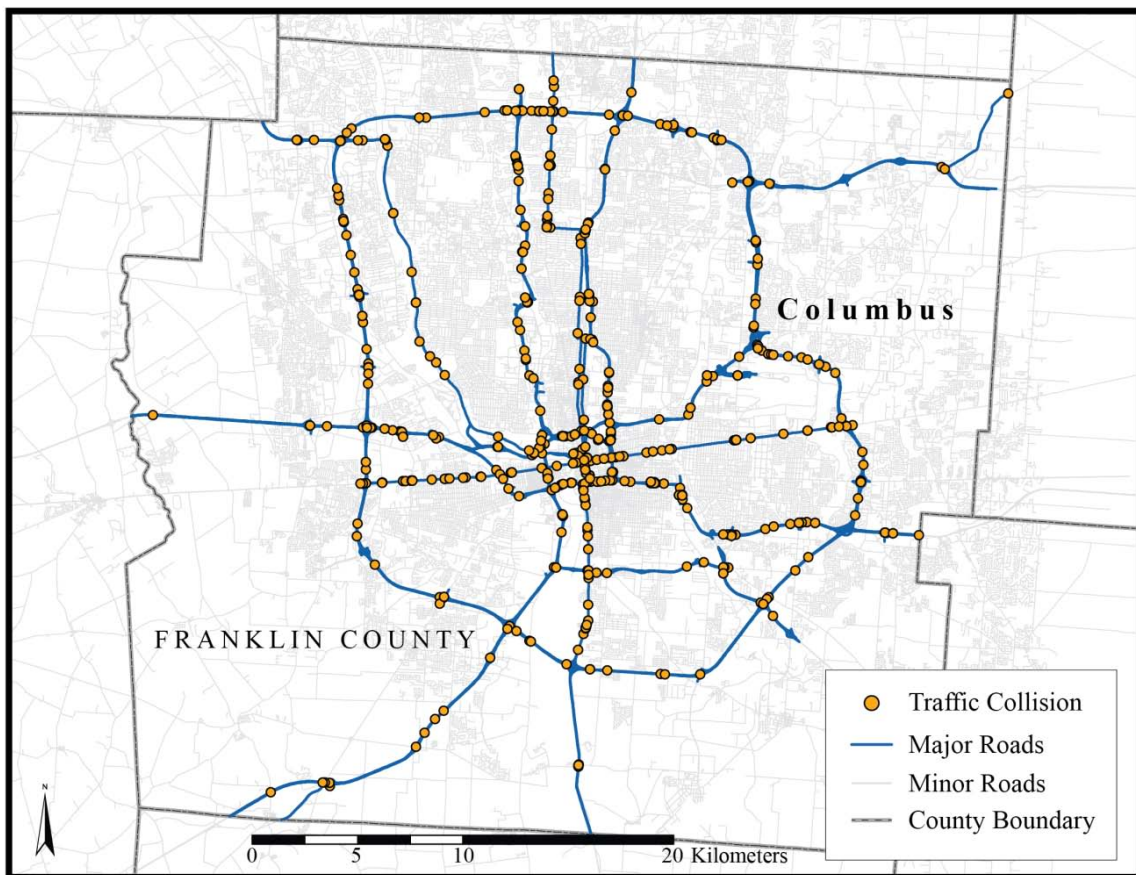 Columbus
FRANKLIN COUNTY
Traffic Collision
Major Roads
Minor Roads
County Boundary
N
0 5 10 20 Kilometers